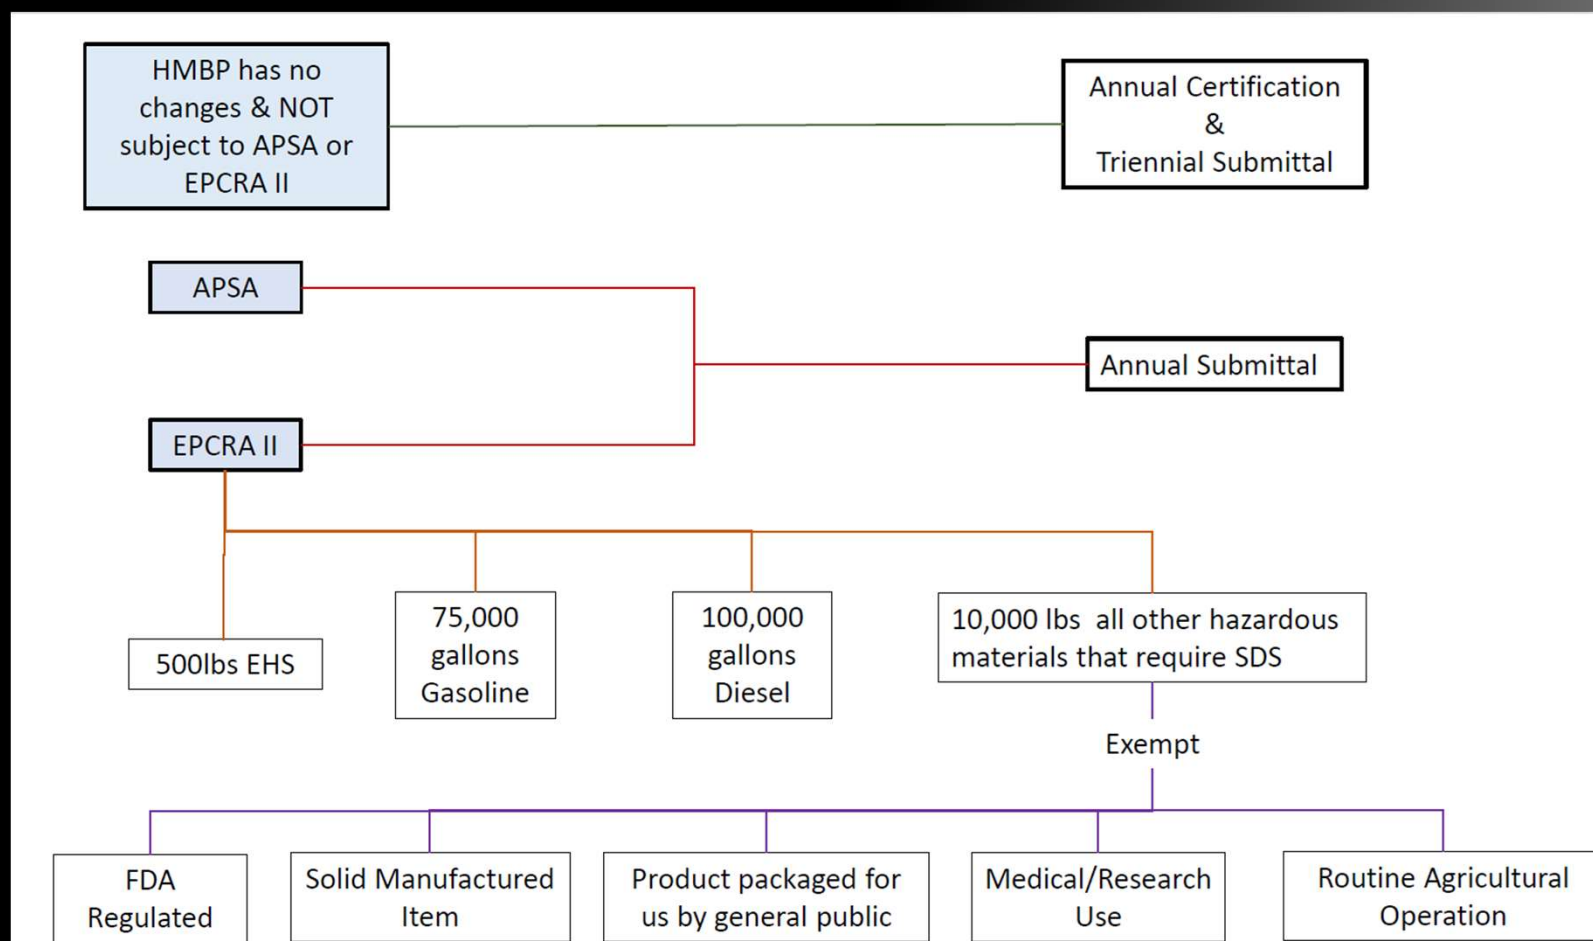 HMBP has no
changes & NOT
subject to APSA or
EPCRA II
Annual Certification
&
Triennial Submittal
APSA
Annual Submittal
EPCRA II
500lbs EHS
75,000
gallons
Gasoline
100,000
gallons
Diesel
10,000 lbs  all other hazardous
materials that require SDS
Exempt
FDA
Regulated
Solid Manufactured
Item
Product packaged for
us by general public
Medical/Research
Use
Routine Agricultural
Operation